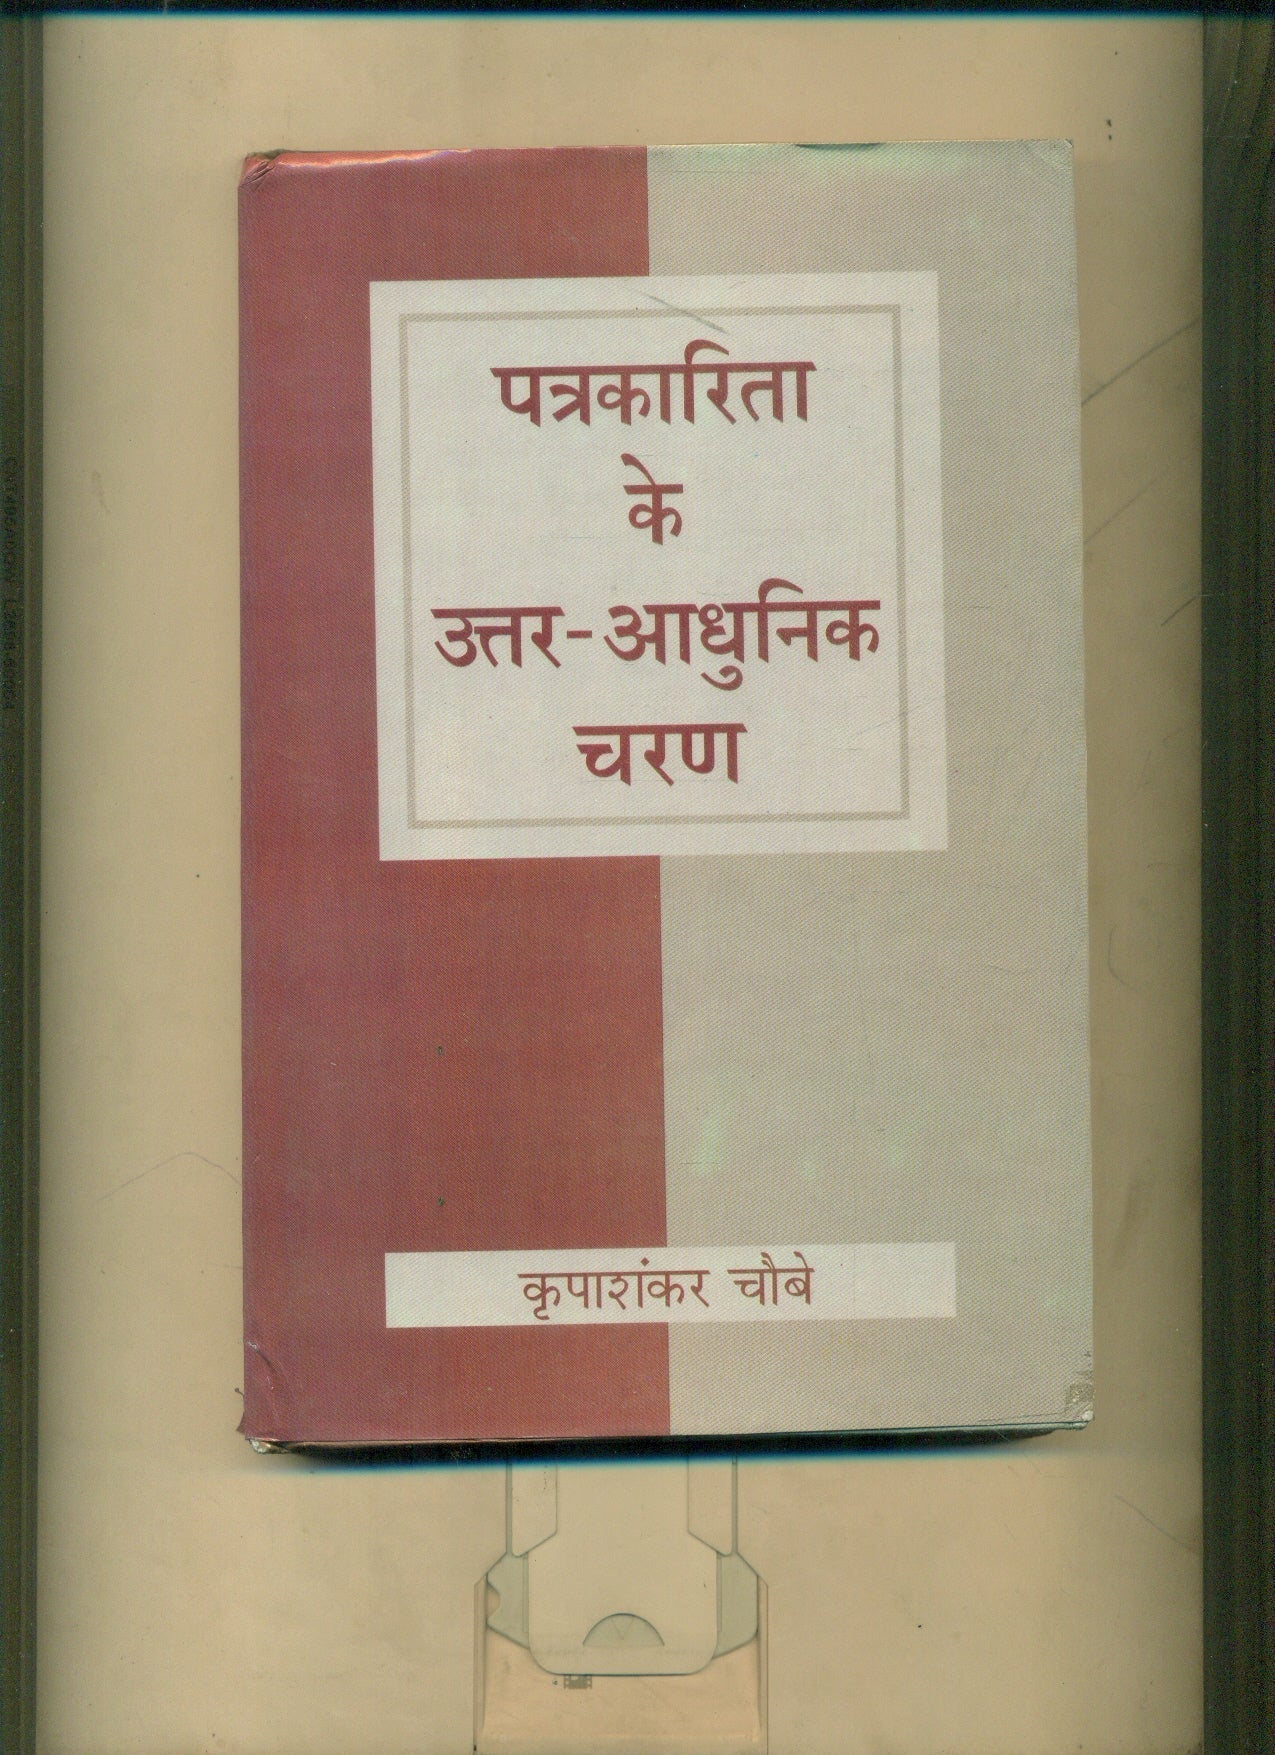 पत्रकारिता
के
उत्तर-आधुनिक
चरण
कृपाशंकर चौबे